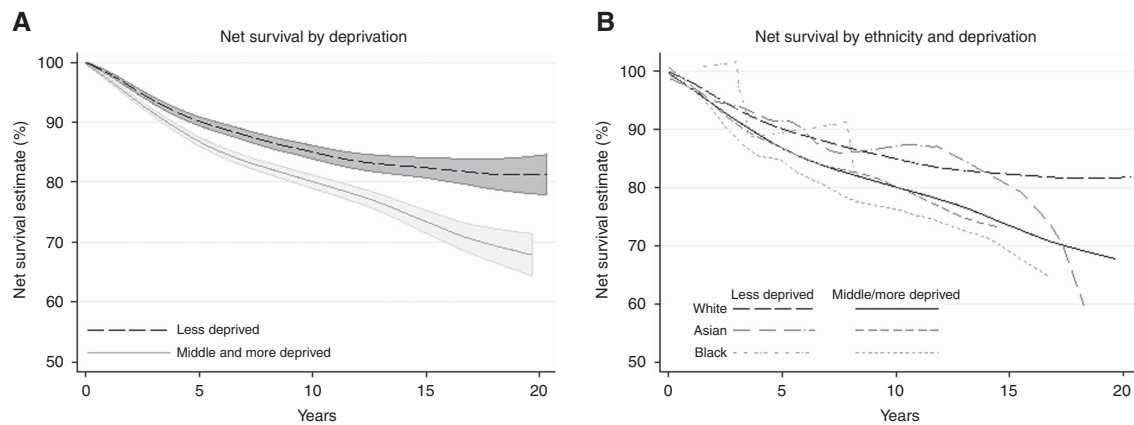 A
Net survival by deprivation
100
90
80
70
60
50
Net survival estimate (%)
Less deprived
Middle and more deprived
0 5 10 15 20
Years
B
Net survival by ethnicity and deprivation
100
90
80
70
60
50
Net survival estimate (%)
Less deprived Middle/more deprived
White
Asian
Black
0 5 10 15 20
Years